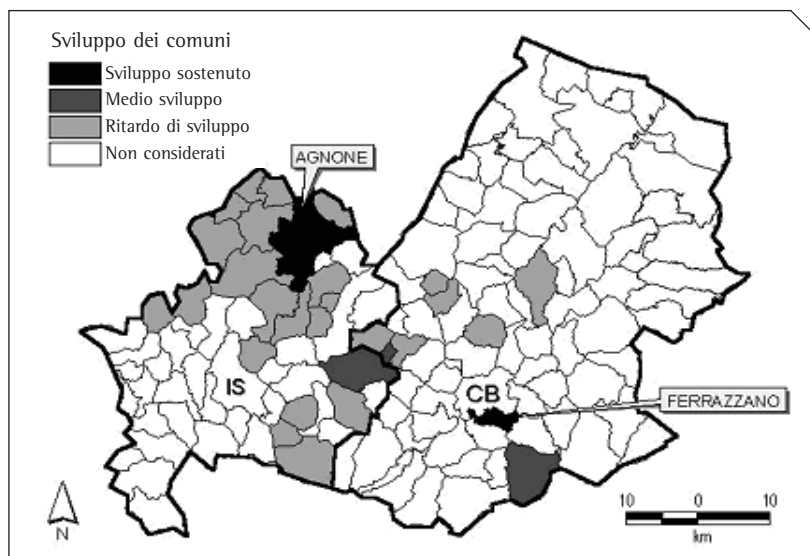 Sviluppo dei comuni
Sviluppo sostenuto
Medio sviluppo
Ritardo di sviluppo
Non considerati
AGNONE
IS
CB
FERRAZZANO
N
10 0 10
km